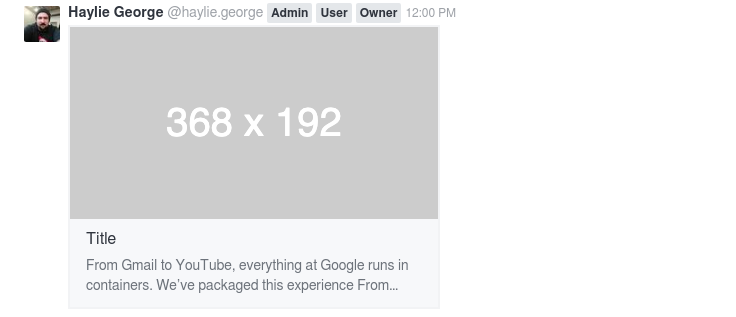 Haylie George @haylie.george Admin User Owner 12:00 PM
368 x 192
Title
From Gmail to YouTube, everything at Google runs in
containers. We’ve packaged this experience From...